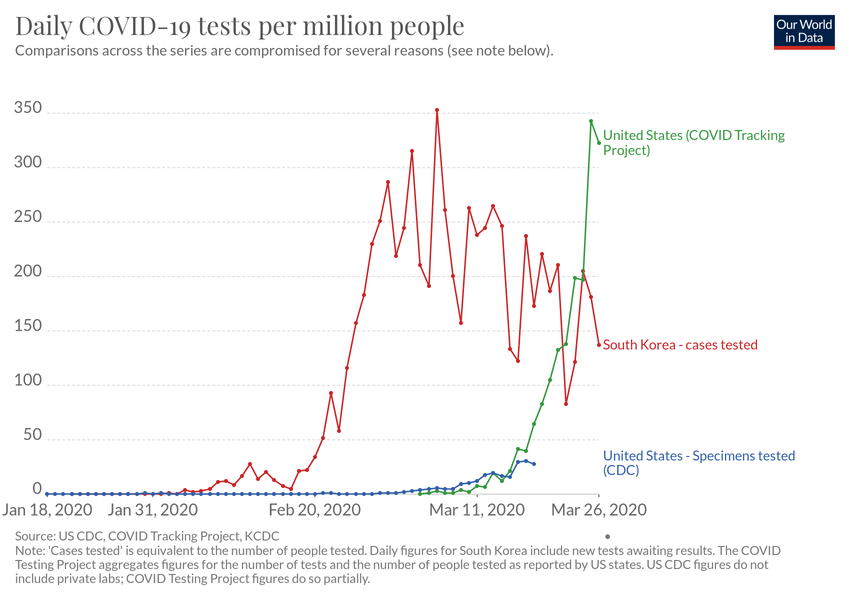 Daily COVID-19 tests per million people
Our World
in Data
Comparisons across the series are compromised for several reasons (see note below).
350
United States (COVID Tracking
Project)
300
250
200
150
South Korea - cases tested
100
50
United States - Specimens tested
(CDC)
0
Jan 18, 2020 Jan 31, 2020 Feb 20, 2020 Mar 11, 2020 Mar 26, 2020
Source: US CDC, COVID Tracking Project, KCDC
Note: 'Cases tested' is equivalent to the number of people tested. Daily figures for South Korea include new tests awaiting results. The COVID
Testing Project aggregates figures for the number of tests and the number of people tested as reported by US states. US CDC figures do not
include private labs; COVID Testing Project figures do so partially.